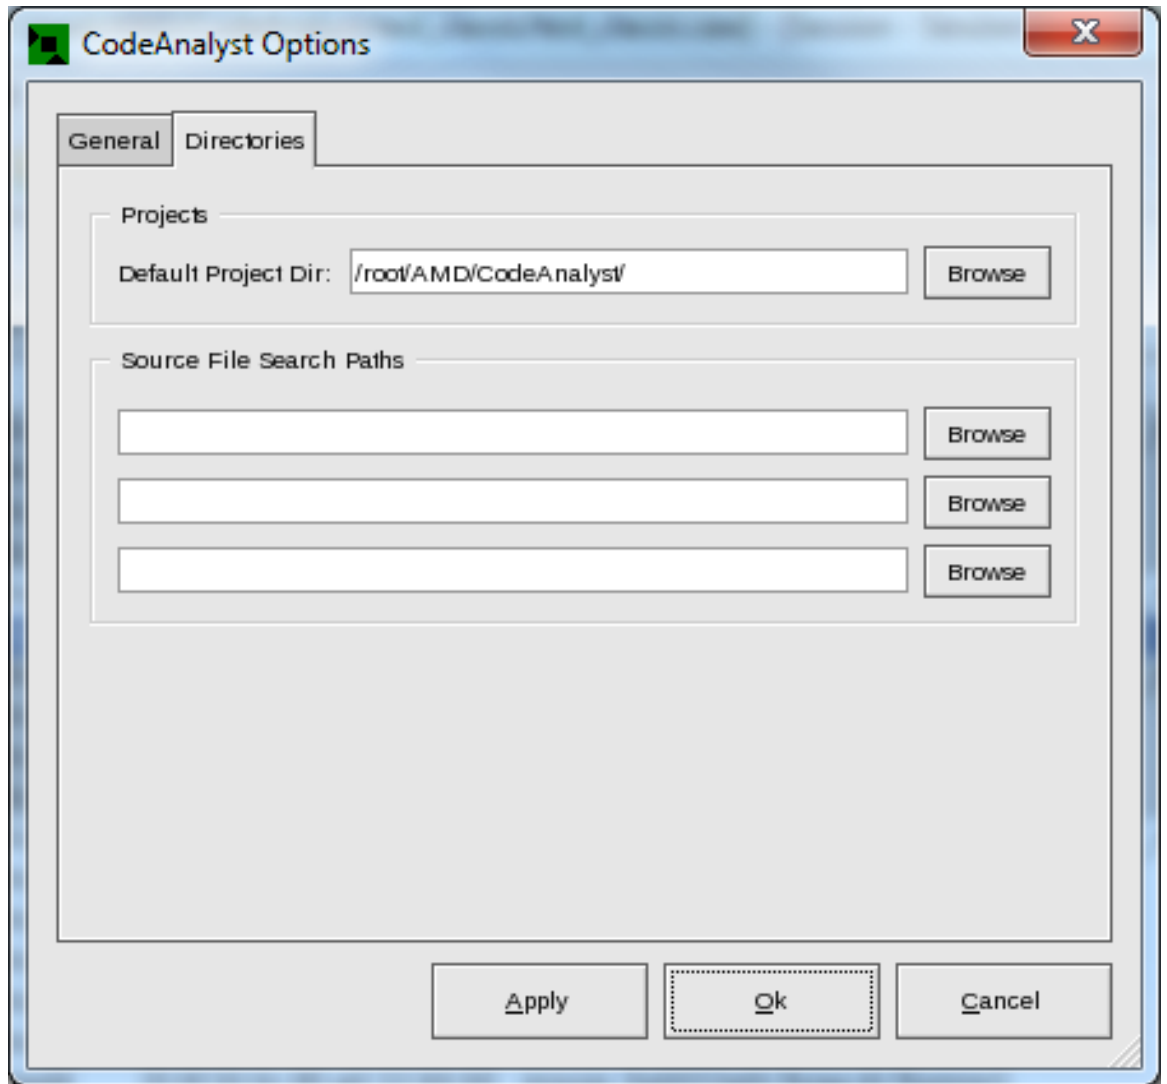 CodeAnalyst Options
General Directories
Projects
Default Project Dir: /root/AMD/CodeAnalyst/ Browse
Source File Search Paths
Browse
Browse
Browse
Apply Ok Cancel